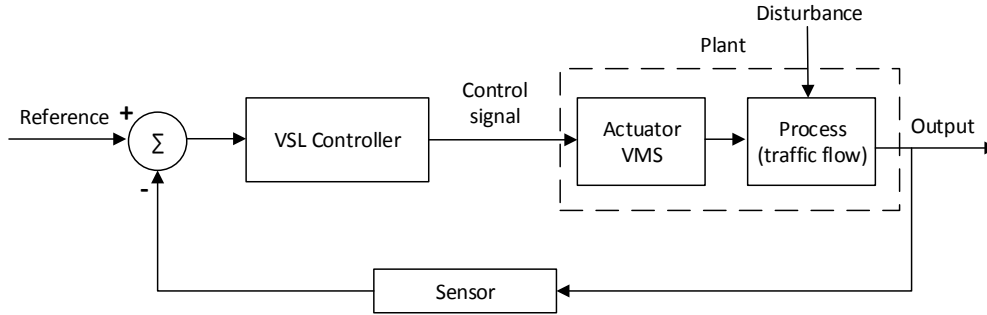 Disturbance
Plant
Control
signal
Reference
+
Σ
-
VSL Controller
Actuator
VMS
Process
(traffic flow)
Output
Sensor